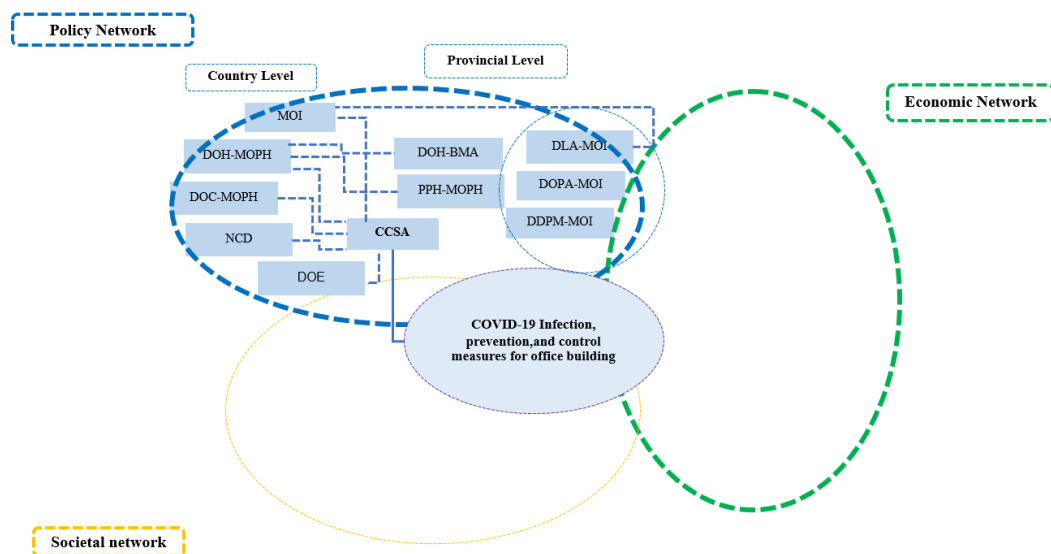 Policy Network
Provincial Level
Country Level
Economic Network
MOI
DOH-MOPH
DOH-BMA
DLA-MOI
DOC-MOPH
PPH-MOPH
DOPA-MOI
NCD
CCSA
DDPM-MOI
DOE
COVID-19 Infection,
prevention,and control
measures for office building
Societal network